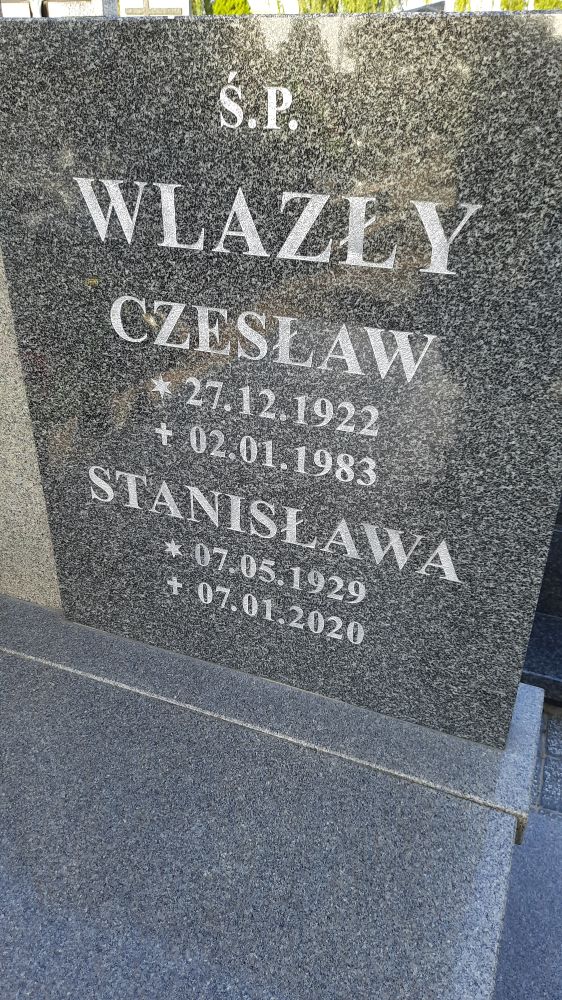 Ś.P.
WLAZŁY
CZESŁAW
★ 27.12.1922
✝ 02.01.1983
STANISŁAWA
★ 07.05.1929
✝ 07.01.2020